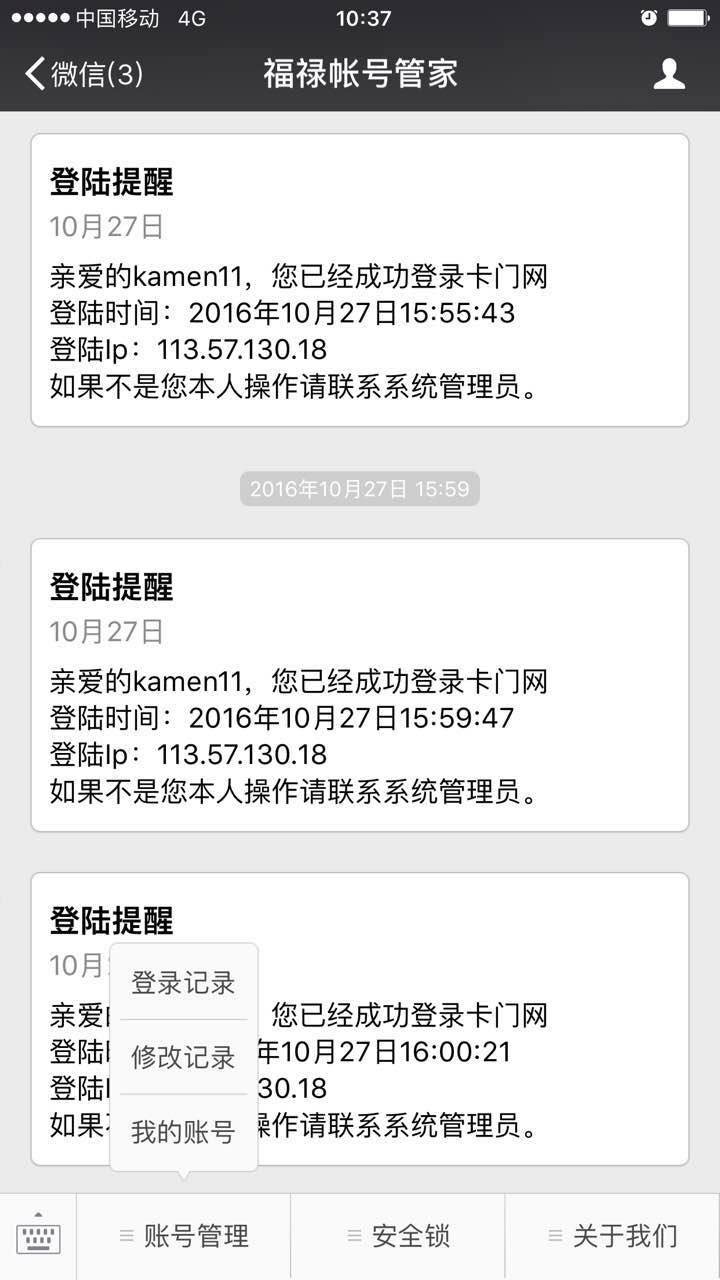 中国移动 4G 10:37
微信(3) 福禄帐号管家
登陆提醒
10月27日
亲爱的kamen11，您已经成功登录卡门网
登陆时间：2016年10月27日15:55:43
登陆Ip：113.57.130.18
如果不是您本人操作请联系系统管理员。
2016年10月27日 15:59
登陆提醒
10月27日
亲爱的kamen11，您已经成功登录卡门网
登陆时间：2016年10月27日15:59:47
登陆Ip：113.57.130.18
如果不是您本人操作请联系系统管理员。
登陆提醒
10月
登录记录
亲爱 您已经成功登录卡门网
登陆 年10月27日16:00:21
修改记录
登陆I 30.18
如果 操作请联系系统管理员。
我的账号
账号管理 安全锁 关于我们